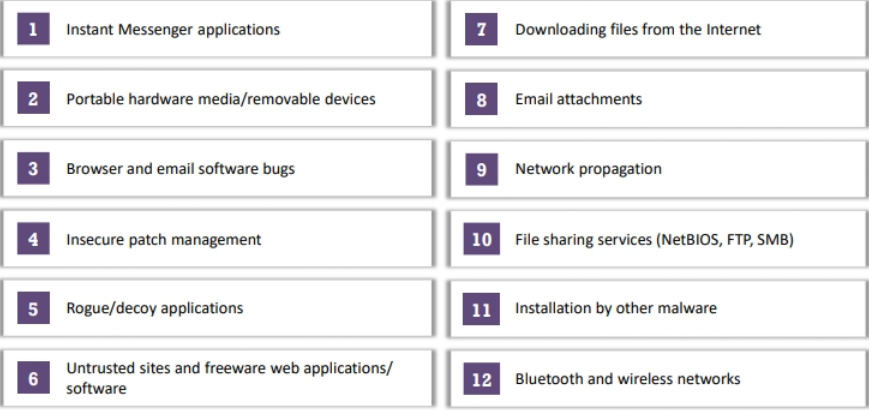 1 Instant Messenger applications
2 Portable hardware media/removable devices
3 Browser and email software bugs
4 Insecure patch management
5 Rogue/decoy applications
6 Untrusted sites and freeware web applications/
software
7 Downloading files from the Internet
8 Email attachments
9 Network propagation
10 File sharing services (NetBIOS, FTP, SMB)
11 Installation by other malware
12 Bluetooth and wireless networks